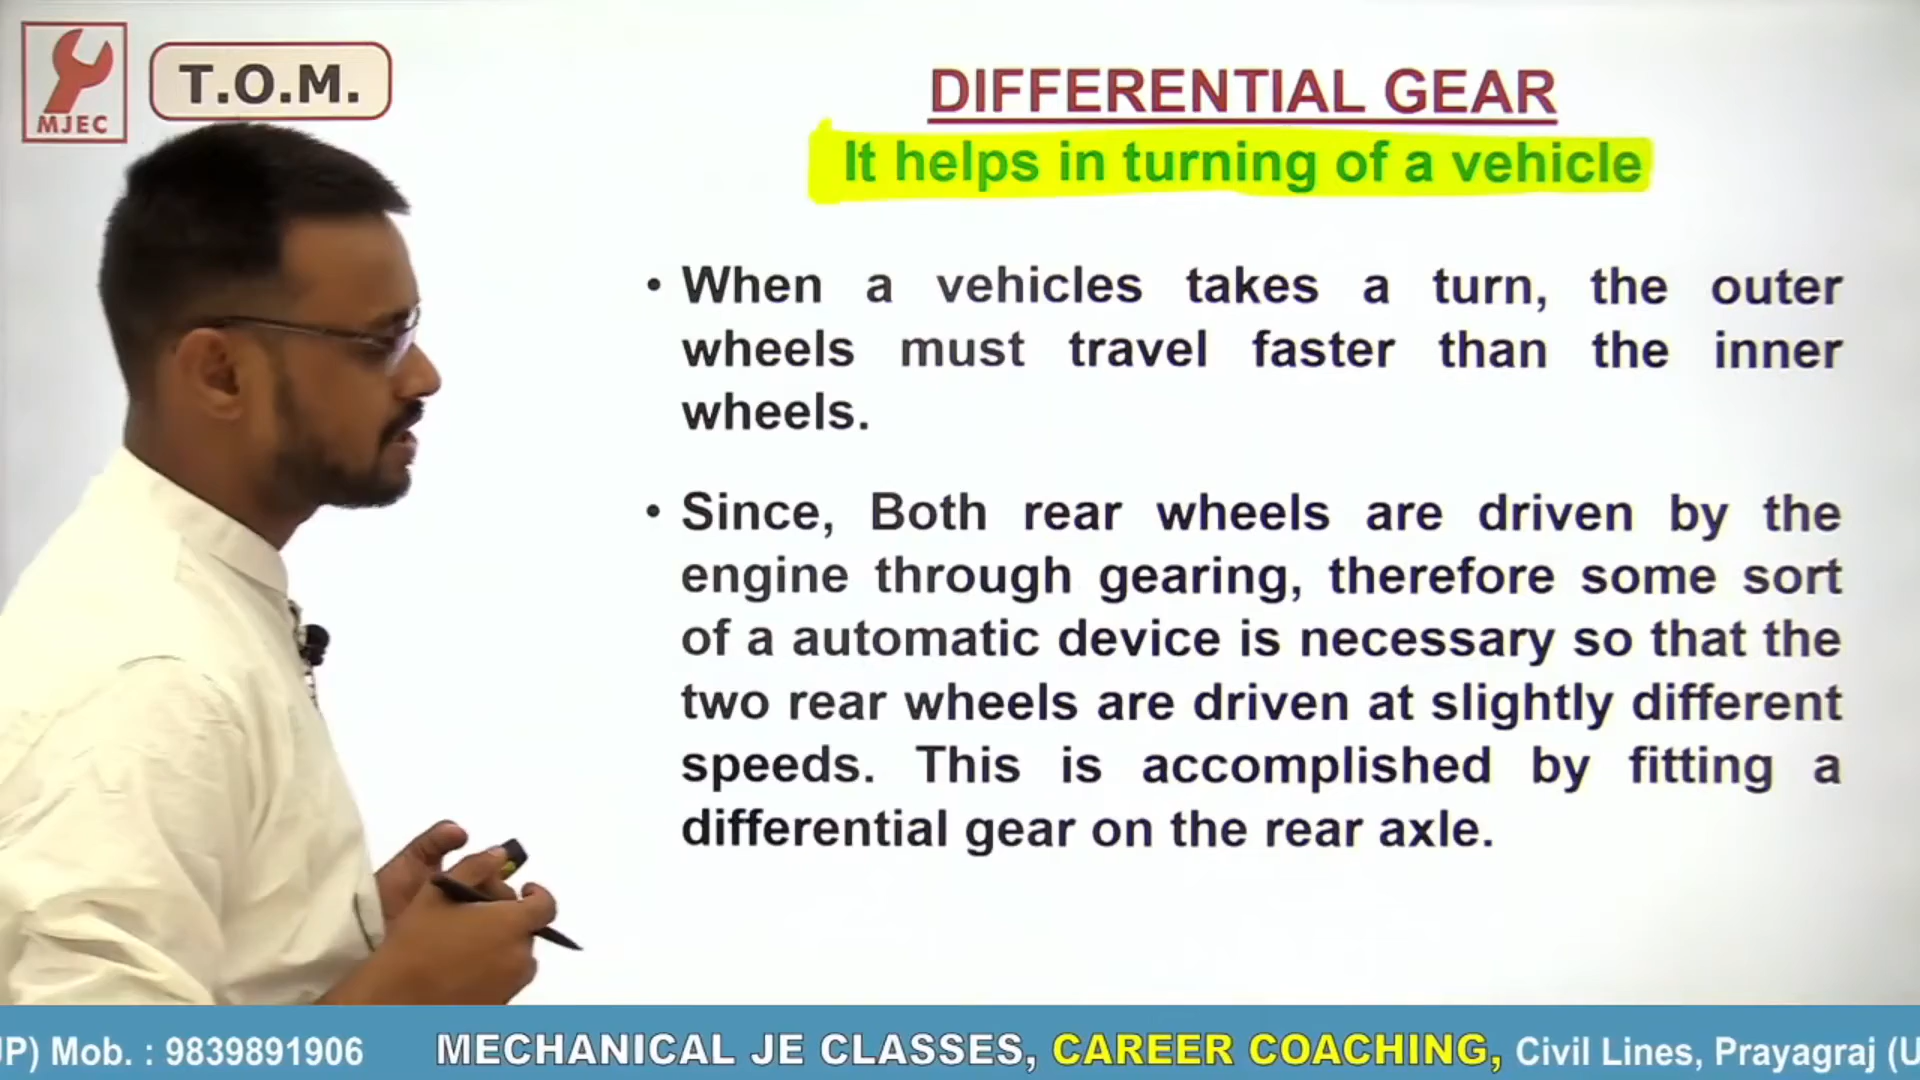 MJEC
T.O.M.
DIFFERENTIAL GEAR
It helps in turning of a vehicle
• When a vehicles takes a turn, the outer
wheels must travel faster than the inner
wheels.
• Since, Both rear wheels are driven by the
engine through gearing, therefore some sort
of a automatic device is necessary so that the
two rear wheels are driven at slightly different
speeds. This is accomplished by fitting a
differential gear on the rear axle.
JP) Mob. : 9839891906 MECHANICAL JE CLASSES, CAREER COACHING, Civil Lines, Prayagraj (U